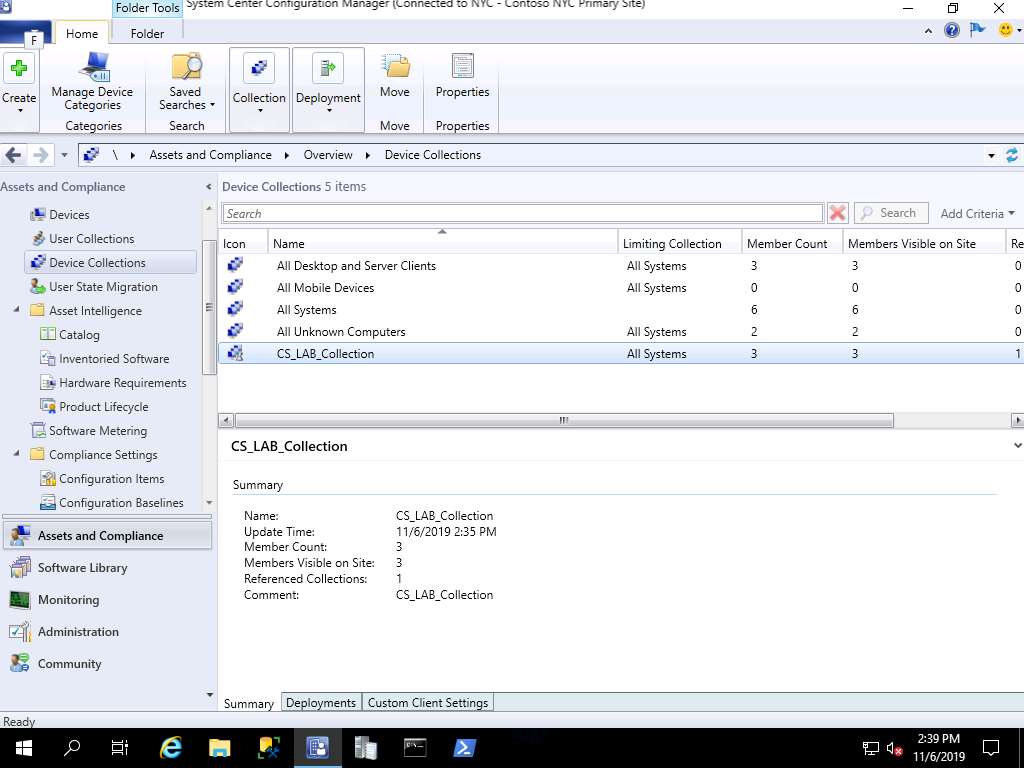 Folder Tools
System Center Configuration Manager (Connected to NYC - Contoso NYC Primary Site)
F
Home
Folder
Create
Manage Device
Categories
Saved
Searches
Collection
Deployment
Move
Properties
Categories
Search
Move
Properties
\ Assets and Compliance Overview Device Collections
Assets and Compliance
Devices
User Collections
Device Collections
User State Migration
Asset Intelligence
Catalog
Inventoried Software
Hardware Requirements
Product Lifecycle
Software Metering
Compliance Settings
Configuration Items
Configuration Baselines
Assets and Compliance
Software Library
Monitoring
Administration
Community
Device Collections 5 items
Search
Search
Add Criteria
Icon Name Limiting Collection Member Count Members Visible on Site Re
All Desktop and Server Clients All Systems 3 3 0
All Mobile Devices All Systems 0 0 0
All Systems 6 6 0
All Unknown Computers All Systems 2 2 0
CS_LAB_Collection All Systems 3 3 1
CS_LAB_Collection
Summary
Name: CS_LAB_Collection
Update Time: 11/6/2019 2:35 PM
Member Count: 3
Members Visible on Site: 3
Referenced Collections: 1
Comment: CS_LAB_Collection
Summary Deployments Custom Client Settings
Ready
2:39 PM
11/6/2019